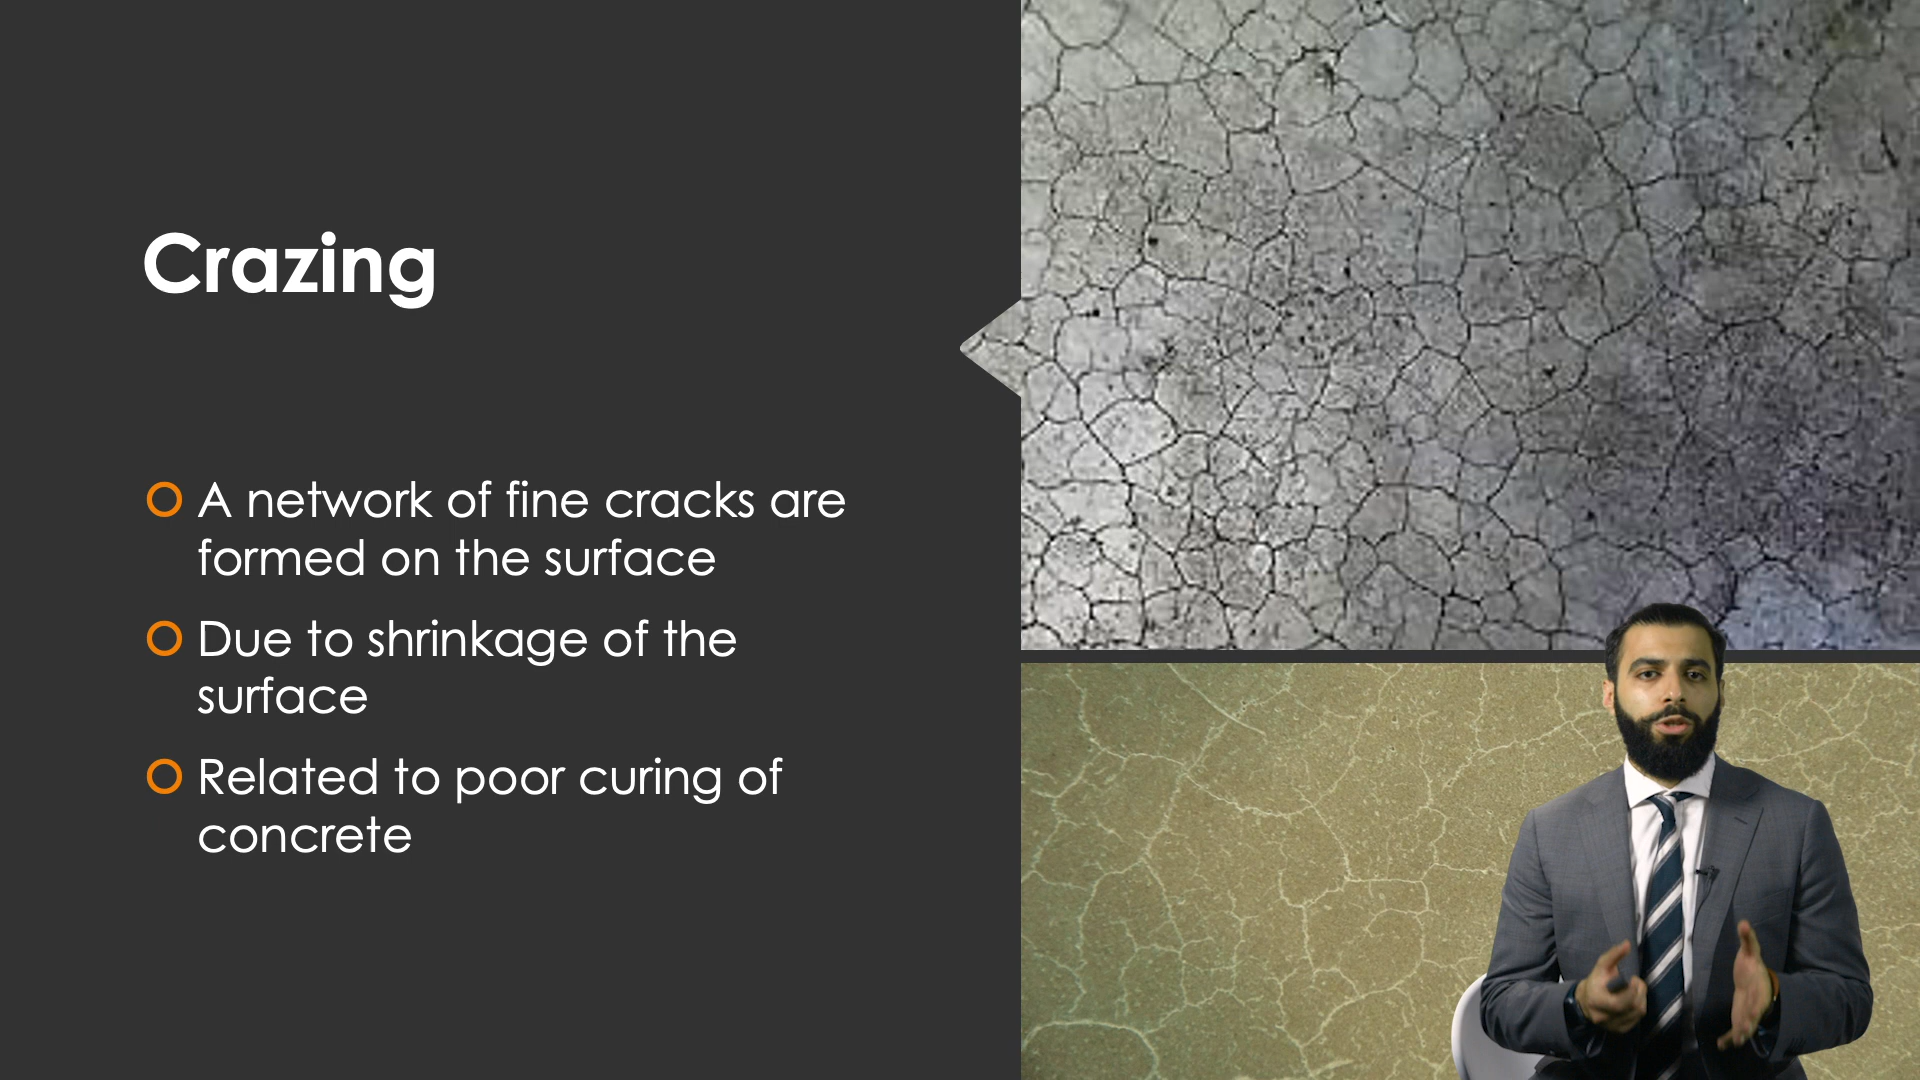 Crazing
A network of fine cracks are
formed on the surface
Due to shrinkage of the
surface
Related to poor curing of
concrete